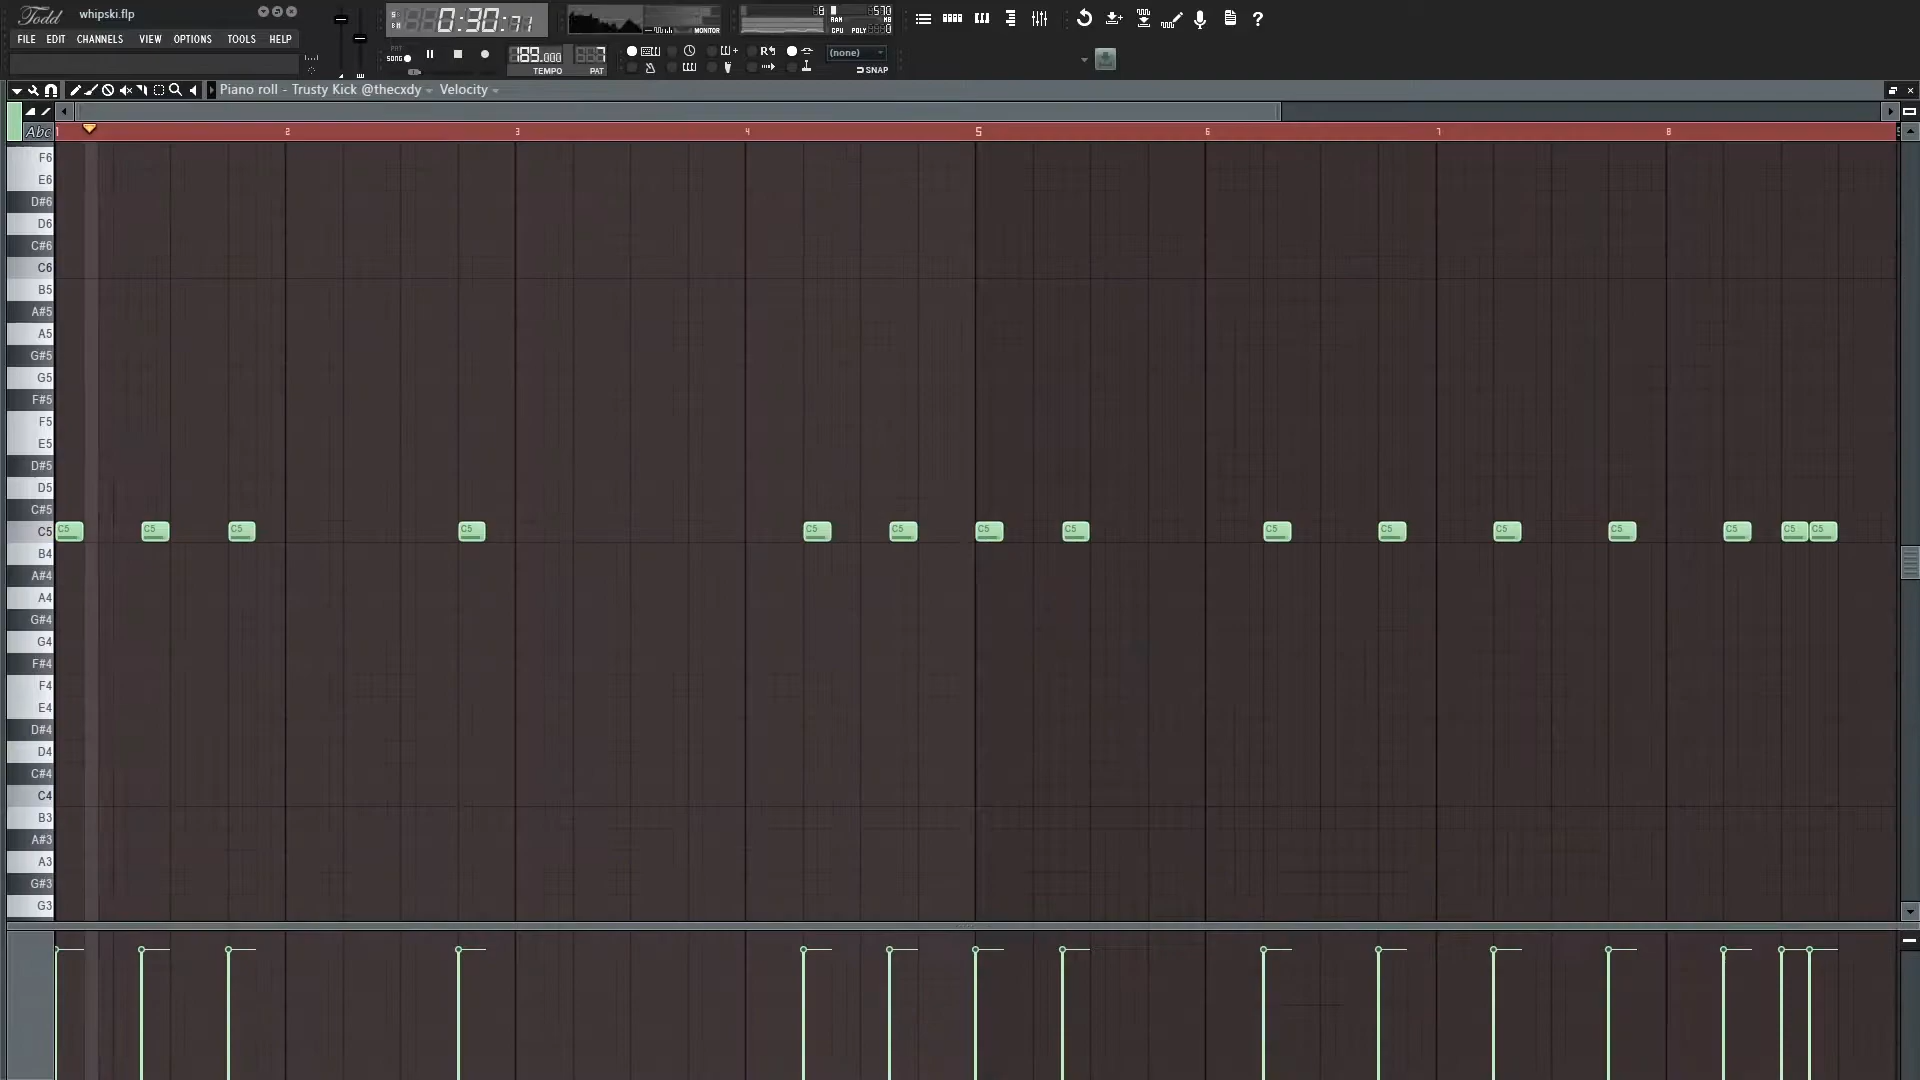 Todd
whipski.flp
0:30:71
MONITOR
8
570
RAM
MB
CPU
POLY
FILE EDIT CHANNELS VIEW OPTIONS TOOLS HELP
PAT
SONG
TEMPO
PAT
(none)
SNAP
Piano roll - Trusty Kick @thecxdy
Velocity
Abc
1 2 3 4 5 6 7 8
F6
E6
D#6
D6
C#6
C6
B5
A#5
A5
G#5
G5
F#5
F5
E5
D#5
D5
C#5
C5
C5 C5 C5 C5 C5 C5 C5 C5 C5 C5 C5 C5 C5 C5 C5
B4
A#4
A4
G#4
G4
F#4
F4
E4
D#4
D4
C#4
C4
B3
A#3
A3
G#3
G3